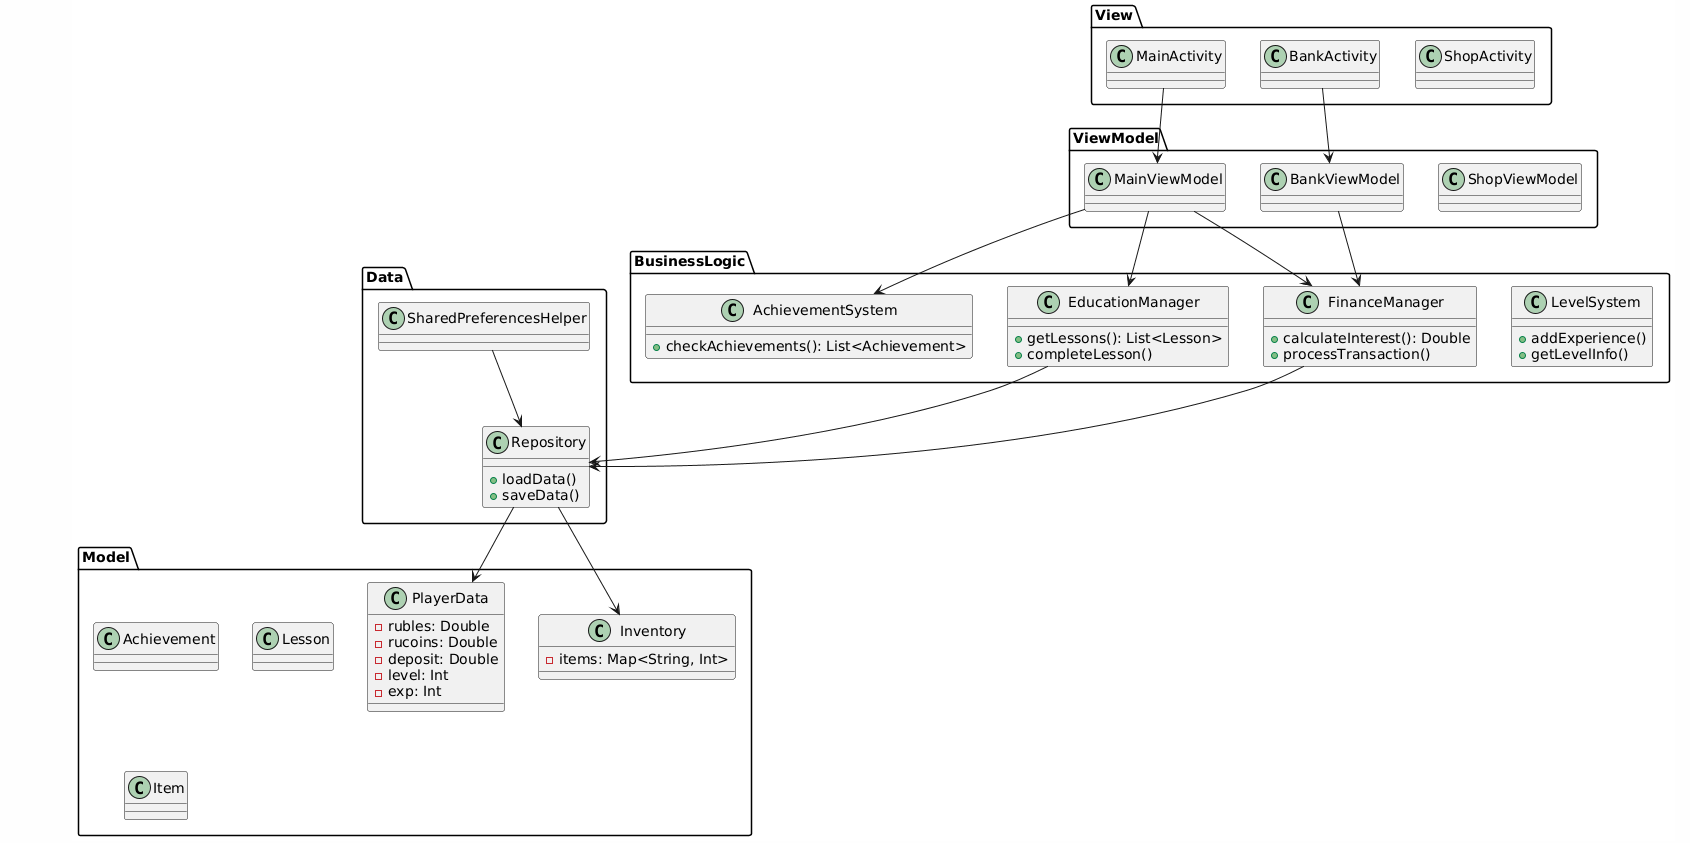 View
C MainActivity
C BankActivity
C ShopActivity
ViewModel
C MainViewModel
C BankViewModel
C ShopViewModel
BusinessLogic
C AchievementSystem
checkAchievements(): List<Achievement>
C EducationManager
getLessons(): List<Lesson>
completeLesson()
C FinanceManager
calculateInterest(): Double
processTransaction()
C LevelSystem
addExperience()
getLevelInfo()
Data
C SharedPreferencesHelper
C Repository
loadData()
saveData()
Model
C Achievement
C Lesson
C PlayerData
rubles: Double
rucoins: Double
deposit: Double
level: Int
exp: Int
C Inventory
items: Map<String, Int>
C Item